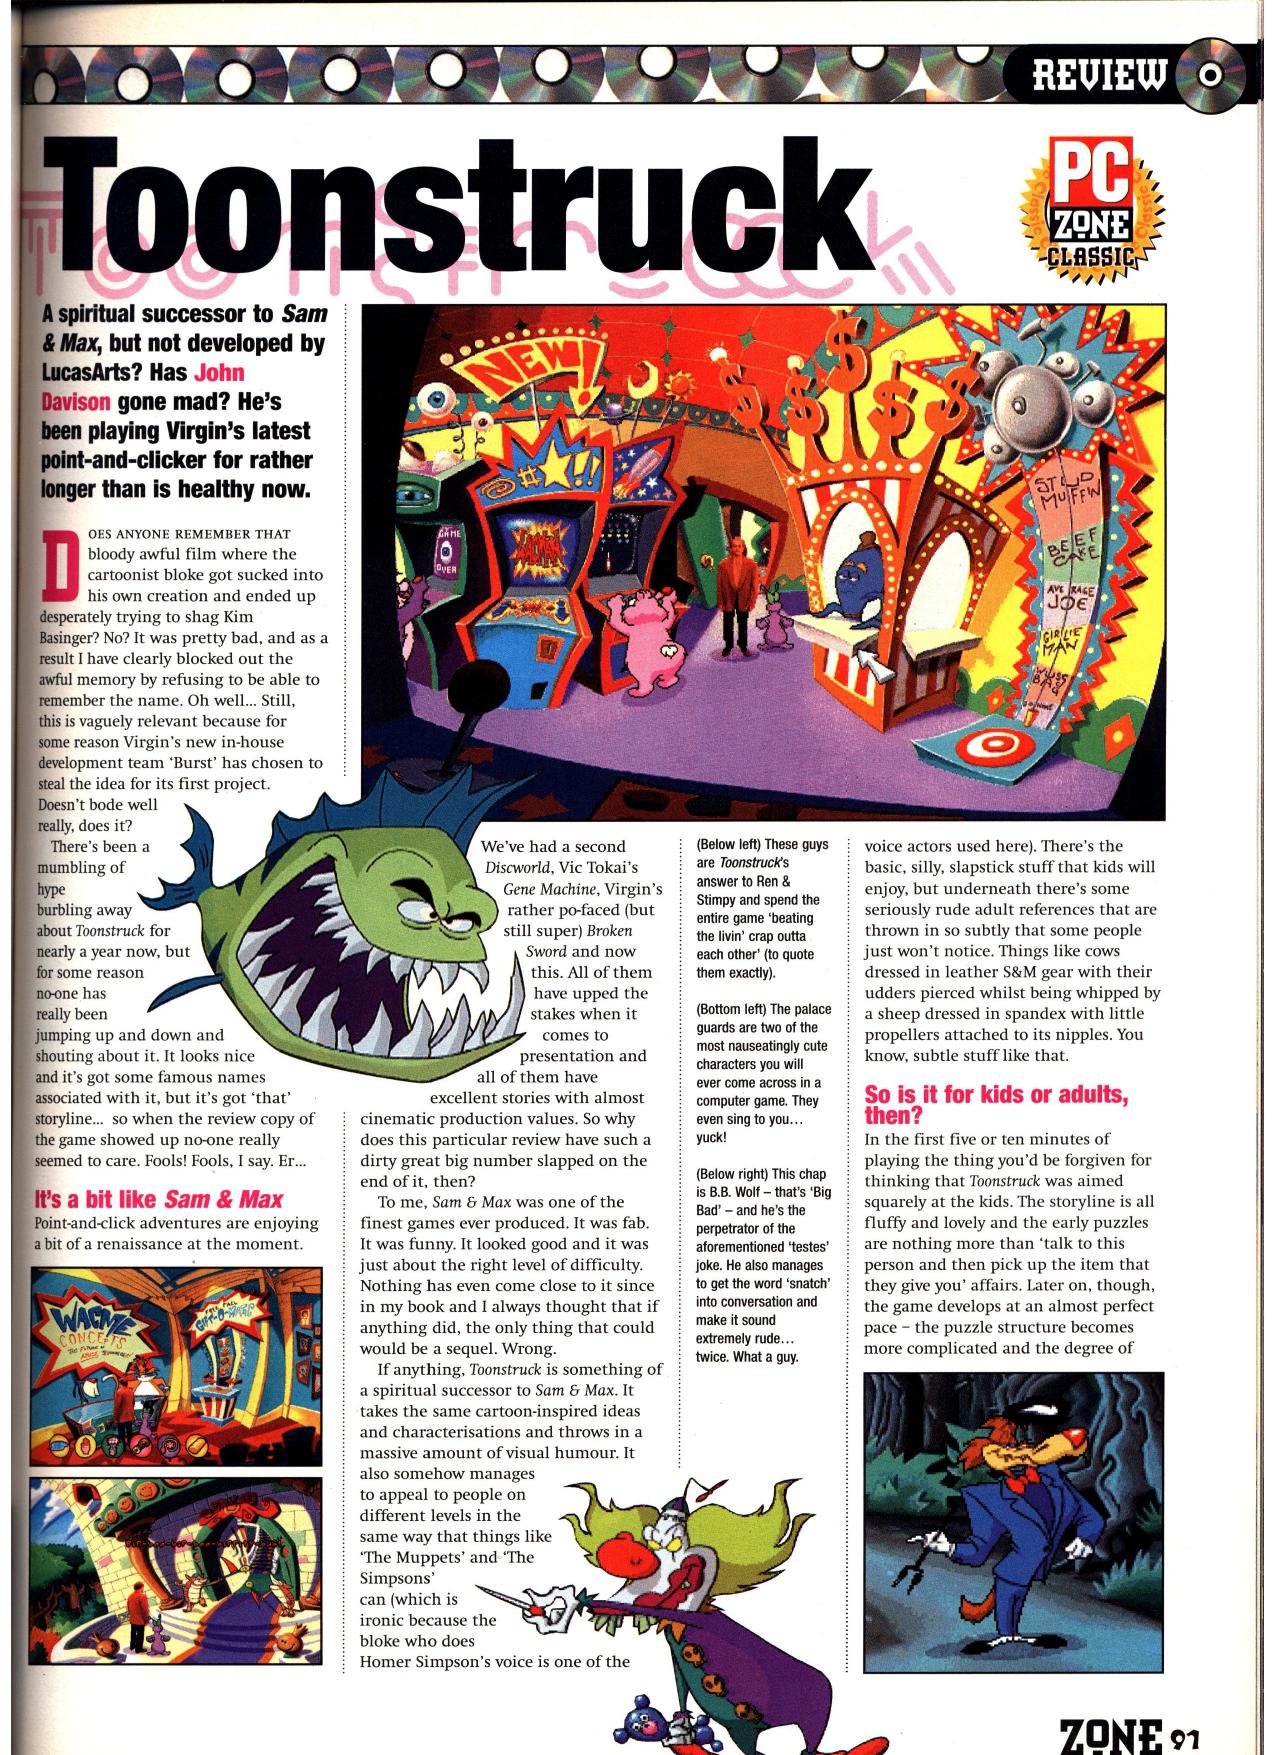 REVIEW
Toonstruck
PC
ZONE
CLASSIC
A spiritual successor to Sam
& Max, but not developed by
LucasArts? Has John
Davison gone mad? He's
been playing Virgin's latest
point-and-clicker for rather
longer than is healthy now.
DOES ANYONE REMEMBER THAT
bloody awful film where the
cartoonist bloke got sucked into
his own creation and ended up
desperately trying to shag Kim
Basinger? No? It was pretty bad, and as a
result I have clearly blocked out the
awful memory by refusing to be able to
remember the name. Oh well... Still,
this is vaguely relevant because for
some reason Virgin's new in-house
development team 'Burst' has chosen to
steal the idea for its first project.
Doesn't bode well
really, does it?
There's been a
mumbling of
hype
burbling away
about Toonstruck for
nearly a year now, but
for some reason
no-one has
really been
jumping up and down and
shouting about it. It looks nice
and it's got some famous names
associated with it, but it's got 'that'
storyline... so when the review copy of
the game showed up no-one really
seemed to care. Fools! Fools, I say. Er...
It's a bit like Sam & Max
Point-and-click adventures are enjoying
a bit of a renaissance at the moment.
WACME
CONCEPTS
NEW!
GAME
OVER
STUD
MUFFIN
BEEF
CAKE
AVERAGE
JOE
GIRLIE
MAN
WUSS
BAG
We've had a second
Discworld, Vic Tokai's
Gene Machine, Virgin's
rather po-faced (but
still super) Broken
Sword and now
this. All of them
have upped the
stakes when it
comes to
presentation and
all of them have
excellent stories with almost
cinematic production values. So why
does this particular review have such a
dirty great big number slapped on the
end of it, then?
To me, Sam & Max was one of the
finest games ever produced. It was fab.
It was funny. It looked good and it was
just about the right level of difficulty.
Nothing has even come close to it since
in my book and I always thought that if
anything did, the only thing that could
would be a sequel. Wrong.
If anything, Toonstruck is something of
a spiritual successor to Sam & Max. It
takes the same cartoon-inspired ideas
and characterisations and throws in a
massive amount of visual humour. It
also somehow manages
to appeal to people on
different levels in the
same way that things like
'The Muppets' and 'The
Simpsons'
can (which is
ironic because the
bloke who does
Homer Simpson's voice is one of the
(Below left) These guys
are Toonstruck's
answer to Ren &
Stimpy and spend the
entire game 'beating
the livin' crap outta
each other' (to quote
them exactly).
(Bottom left) The palace
guards are two of the
most nauseatingly cute
characters you will
ever come across in a
computer game. They
even sing to you...
yuck!
(Below right) This chap
is B.B. Wolf – that's 'Big
Bad' – and he's the
perpetrator of the
aforementioned 'testes'
joke. He also manages
to get the word 'snatch'
into conversation and
make it sound
extremely rude...
twice. What a guy.
voice actors used here). There's the
basic, silly, slapstick stuff that kids will
enjoy, but underneath there's some
seriously rude adult references that are
thrown in so subtly that some people
just won't notice. Things like cows
dressed in leather S&M gear with their
udders pierced whilst being whipped by
a sheep dressed in spandex with little
propellers attached to its nipples. You
know, subtle stuff like that.
So is it for kids or adults,
then?
In the first five or ten minutes of
playing the thing you'd be forgiven for
thinking that Toonstruck was aimed
squarely at the kids. The storyline is all
fluffy and lovely and the early puzzles
are nothing more than 'talk to this
person and then pick up the item that
they give you' affairs. Later on, though,
the game develops at an almost perfect
pace – the puzzle structure becomes
more complicated and the degree of
ZONE 91